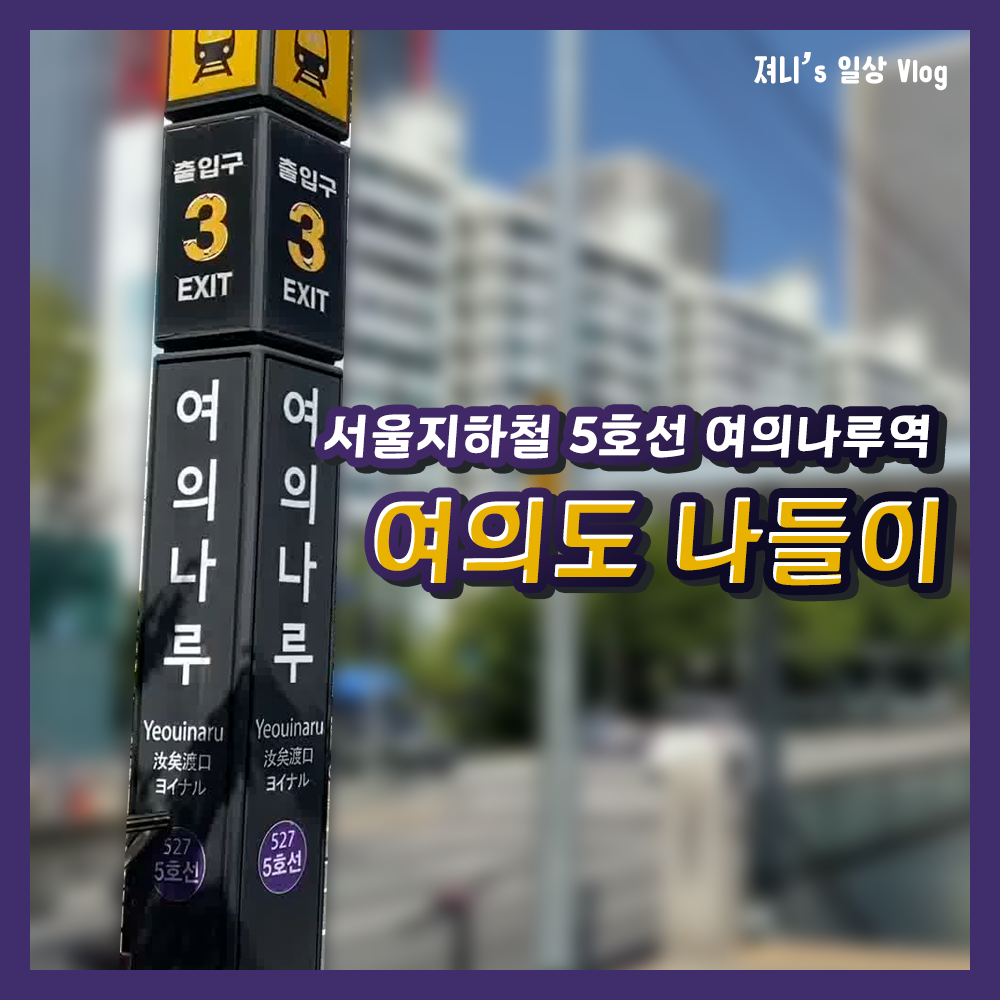 져니's 일상 Vlog
출입구
3
EXIT
출입구
3
EXIT
여의나루
Yeouinaru
汝矣渡口
ヨイナル
527
5호선
여의나루
Yeouinaru
汝矣渡口
ヨイナル
527
5호선
서울지하철 5호선 여의나루역
여의도 나들이